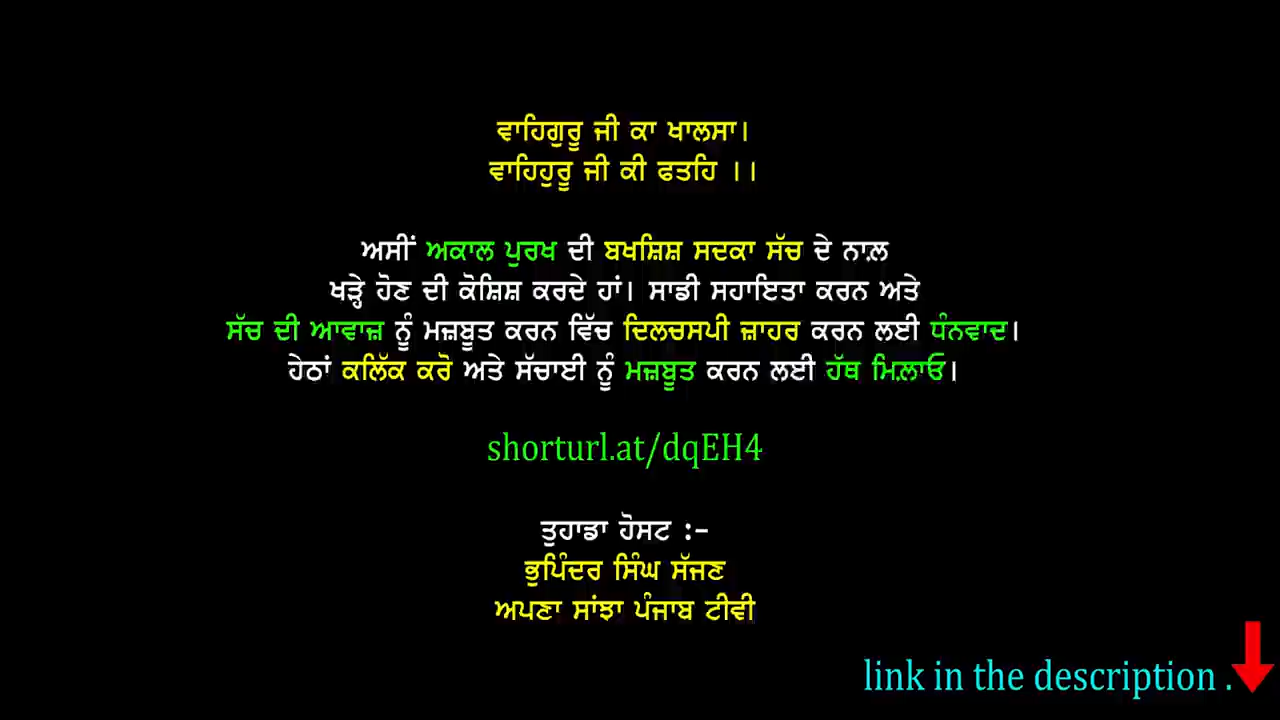 ਵਾਹਿਗੁਰੂ ਜੀ ਕਾ ਖਾਲਸਾ।
ਵਾਹਿਹੁਰੂ ਜੀ ਕੀ ਫਤਹਿ ।।
ਅਸੀਂ ਅਕਾਲ ਪੁਰਖ ਦੀ ਬਖਸ਼ਿਸ਼ ਸਦਕਾ ਸੱਚ ਦੇ ਨਾਲ਼
ਖੜ੍ਹੇ ਹੋਣ ਦੀ ਕੋਸ਼ਿਸ਼ ਕਰਦੇ ਹਾਂ। ਸਾਡੀ ਸਹਾਇਤਾ ਕਰਨ ਅਤੇ
ਸੱਚ ਦੀ ਆਵਾਜ਼ ਨੂੰ ਮਜ਼ਬੂਤ ਕਰਨ ਵਿੱਚ ਦਿਲਚਸਪੀ ਜ਼ਾਹਰ ਕਰਨ ਲਈ ਧੰਨਵਾਦ।
ਹੇਠਾਂ ਕਲਿੱਕ ਕਰੋ ਅਤੇ ਸੱਚਾਈ ਨੂੰ ਮਜ਼ਬੂਤ ਕਰਨ ਲਈ ਹੱਥ ਮਿਲ਼ਾਓ।
shorturl.at/dqEH4
ਤੁਹਾਡਾ ਹੋਸਟ :-
ਭੁਪਿੰਦਰ ਸਿੰਘ ਸੱਜਣ
ਅਪਣਾ ਸਾਂਝਾ ਪੰਜਾਬ ਟੀਵੀ
link in the description .